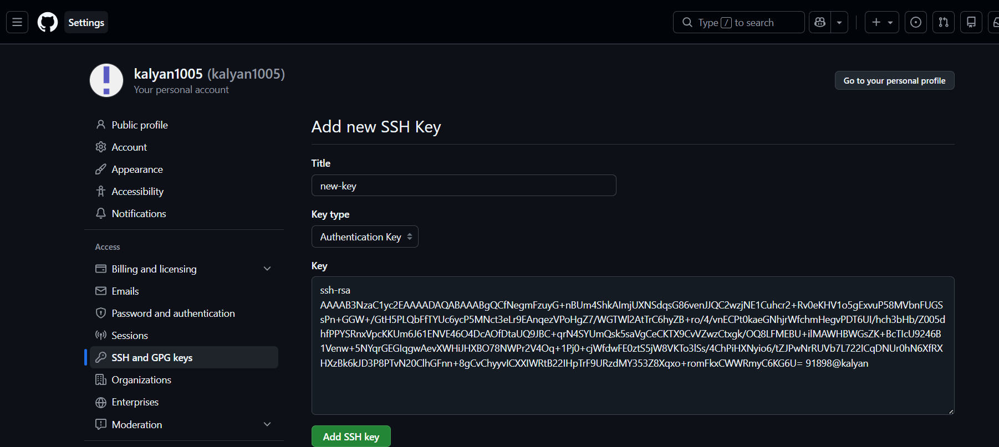 Settings
Type / to search
kalyan1005 (kalyan1005)
Your personal account
Go to your personal profile
Public profile
Account
Appearance
Accessibility
Notifications
Access
Billing and licensing
Emails
Password and authentication
Sessions
SSH and GPG keys
Organizations
Enterprises
Moderation
Add new SSH Key
Title
new-key
Key type
Authentication Key
Key
ssh-rsa
AAAAB3NzaC1yc2EAAAADAQABAAABgQCfNegmFzuyG+nBUm4ShkAImjUXNSdqsG86venJJQC2wzjNE1Cuhcr2+Rv0eKHV1o5gExvuP58MVbnFUGS
sPn+GGW+/GtH5PLQbFfTYUc6ycP5MNct3eLr9EAnqezVPoHgZ7/WGTWl2AtTrC6hyZB+ro/4/vnECPt0kaeGNhjrWfchmHegvPDT6UI/hch3bHb/Z005d
hfPPYSRnxVpcKKUm6J61ENVE46O4DcAOfDtaUQ9JBC+qrN4SYUmQsk5saVgCeCKTX9CvVZwzCtxgk/OQ8LFMEBU+ilMAWHBWGsZK+BcTIcU9246B
1Venw+5NYqrGEGlqgwAevXWHiJHXBO78NWPr2V4Oq+1Pj0+cjWfdwFE0ztS5jW8VKTo3lSs/4ChPiHXNyio6/tZJPwNrRUVb7L722ICqDNUr0hN6XfRX
HXzBk6kJD3P8PTvN20ClhGFnn+8gCvChyyvlCXXIWRtB22IHpTrF9URzdMY353Z8Xqxo+romFkxCWWRmyC6KG6U= 91898@kalyan
Add SSH key